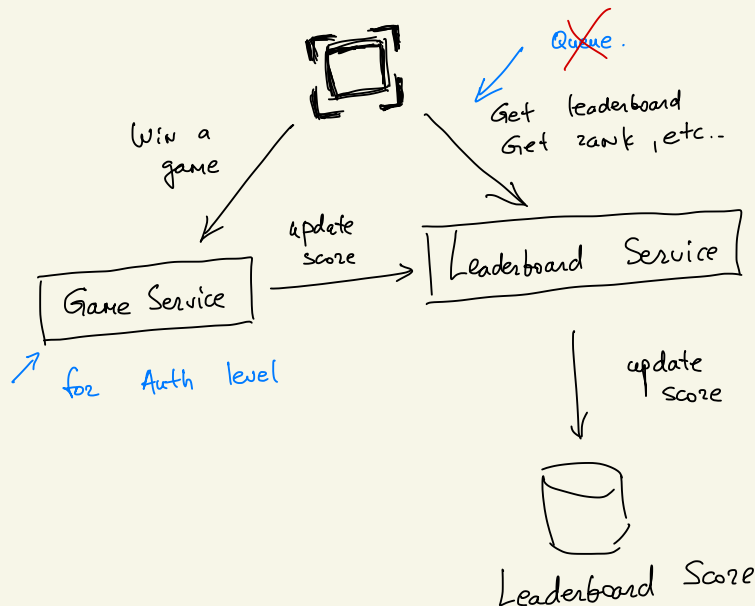 Queue.
Get leaderboard
Get rank, etc..
Win a
game
update
score
Leaderboard Service
Game Service
for Auth level
update
score
Leaderboard Score